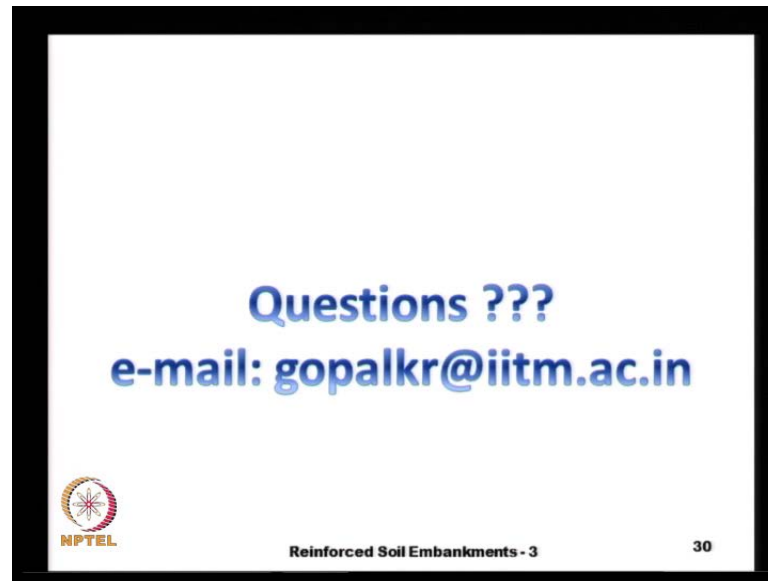 Questions ???
e-mail: gopalkr@iitm.ac.in
NPTEL
Reinforced Soil Embankments - 3
30